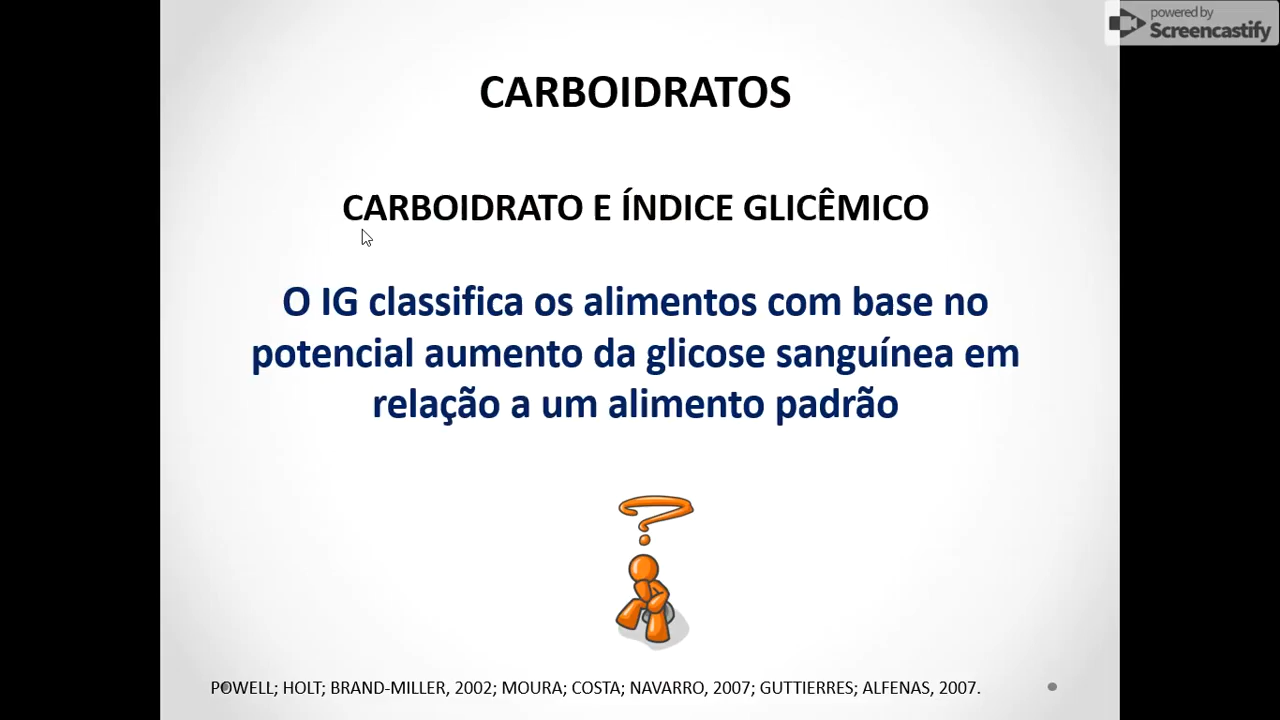 powered by
Screencastify
CARBOIDRATOS
CARBOIDRATO E ÍNDICE GLICÊMICO
O IG classifica os alimentos com base no
potencial aumento da glicose sanguínea em
relação a um alimento padrão
?
POWELL; HOLT; BRAND-MILLER, 2002; MOURA; COSTA; NAVARRO, 2007; GUTTIERRES; ALFENAS, 2007.